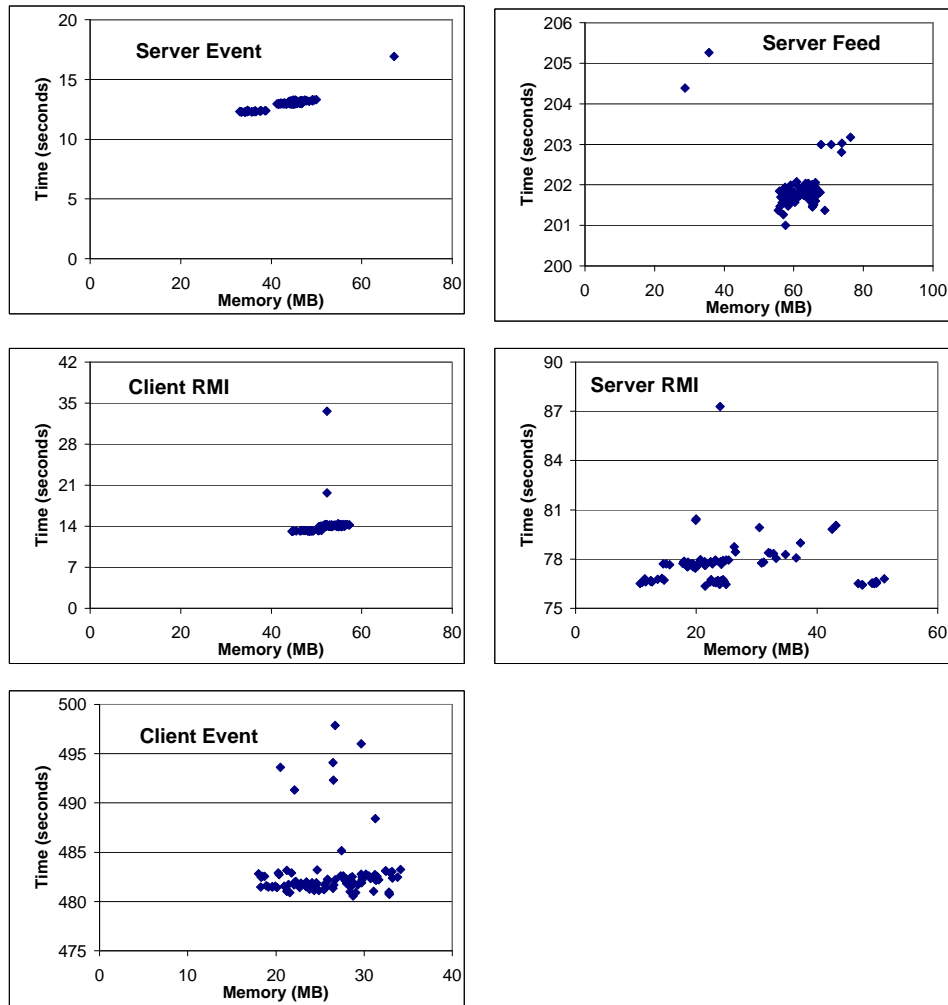 Server Event
Time (seconds)
20
15
10
5
0
0 20 40 60 80
Memory (MB)
Server Feed
Time (seconds)
206
205
204
203
202
201
200
0 20 40 60 80 100
Memory (MB)
Client RMI
Time (seconds)
42
35
28
21
14
7
0
0 20 40 60 80
Memory (MB)
Server RMI
Time (seconds)
90
87
84
81
78
75
0 20 40 60
Memory (MB)
Client Event
Time (seconds)
500
495
490
485
480
475
0 10 20 30 40
Memory (MB)